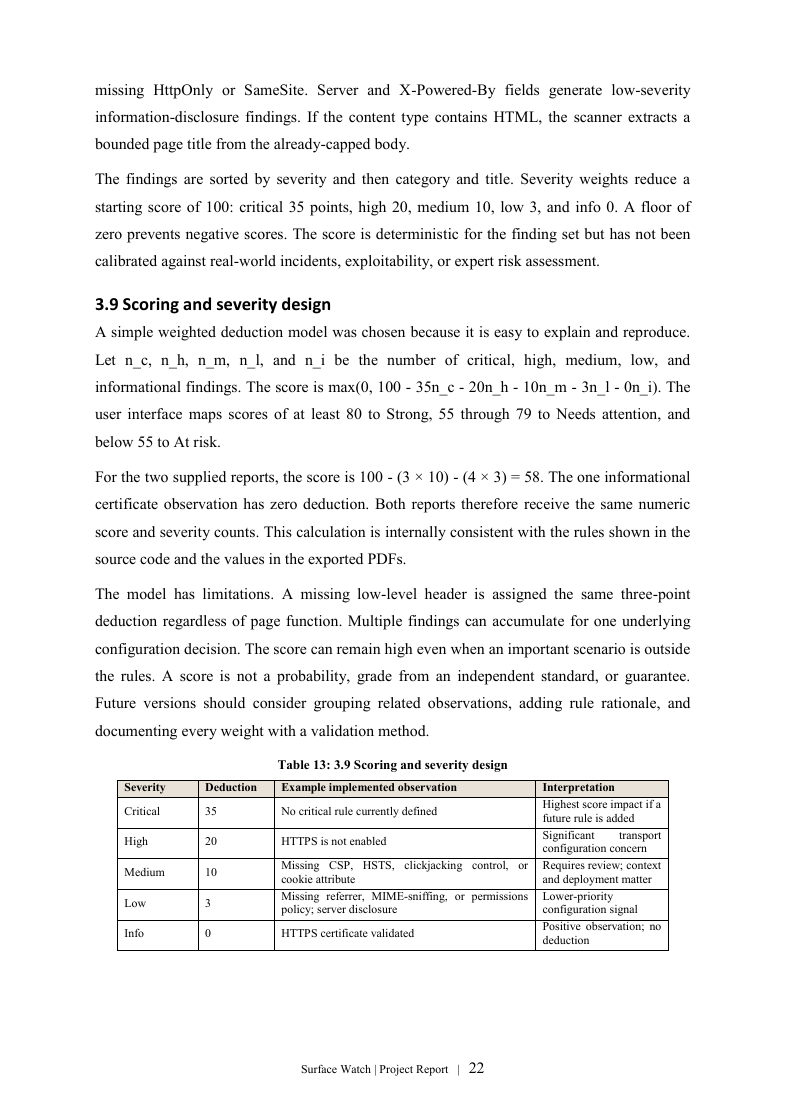 missing HttpOnly or SameSite. Server and X-Powered-By fields generate low-severity
information-disclosure findings. If the content type contains HTML, the scanner extracts a
bounded page title from the already-capped body.
The findings are sorted by severity and then category and title. Severity weights reduce a
starting score of 100: critical 35 points, high 20, medium 10, low 3, and info 0. A floor of
zero prevents negative scores. The score is deterministic for the finding set but has not been
calibrated against real-world incidents, exploitability, or expert risk assessment.
3.9 Scoring and severity design
A simple weighted deduction model was chosen because it is easy to explain and reproduce.
Let n_c, n_h, n_m, n_l, and n_i be the number of critical, high, medium, low, and
informational findings. The score is max(0, 100 - 35n_c - 20n_h - 10n_m - 3n_l - 0n_i). The
user interface maps scores of at least 80 to Strong, 55 through 79 to Needs attention, and
below 55 to At risk.
For the two supplied reports, the score is 100 - (3 × 10) - (4 × 3) = 58. The one informational
certificate observation has zero deduction. Both reports therefore receive the same numeric
score and severity counts. This calculation is internally consistent with the rules shown in the
source code and the values in the exported PDFs.
The model has limitations. A missing low-level header is assigned the same three-point
deduction regardless of page function. Multiple findings can accumulate for one underlying
configuration decision. The score can remain high even when an important scenario is outside
the rules. A score is not a probability, grade from an independent standard, or guarantee.
Future versions should consider grouping related observations, adding rule rationale, and
documenting every weight with a validation method.
Table 13: 3.9 Scoring and severity design
Severity Deduction Example implemented observation Interpretation
Critical 35 No critical rule currently defined Highest score impact if a
future rule is added
High 20 HTTPS is not enabled Significant transport
configuration concern
Medium 10 Missing CSP, HSTS, clickjacking control, or
cookie attribute Requires review; context
and deployment matter
Low 3 Missing referrer, MIME-sniffing, or permissions
policy; server disclosure Lower-priority
configuration signal
Info 0 HTTPS certificate validated Positive observation; no
deduction
Surface Watch | Project Report | 22